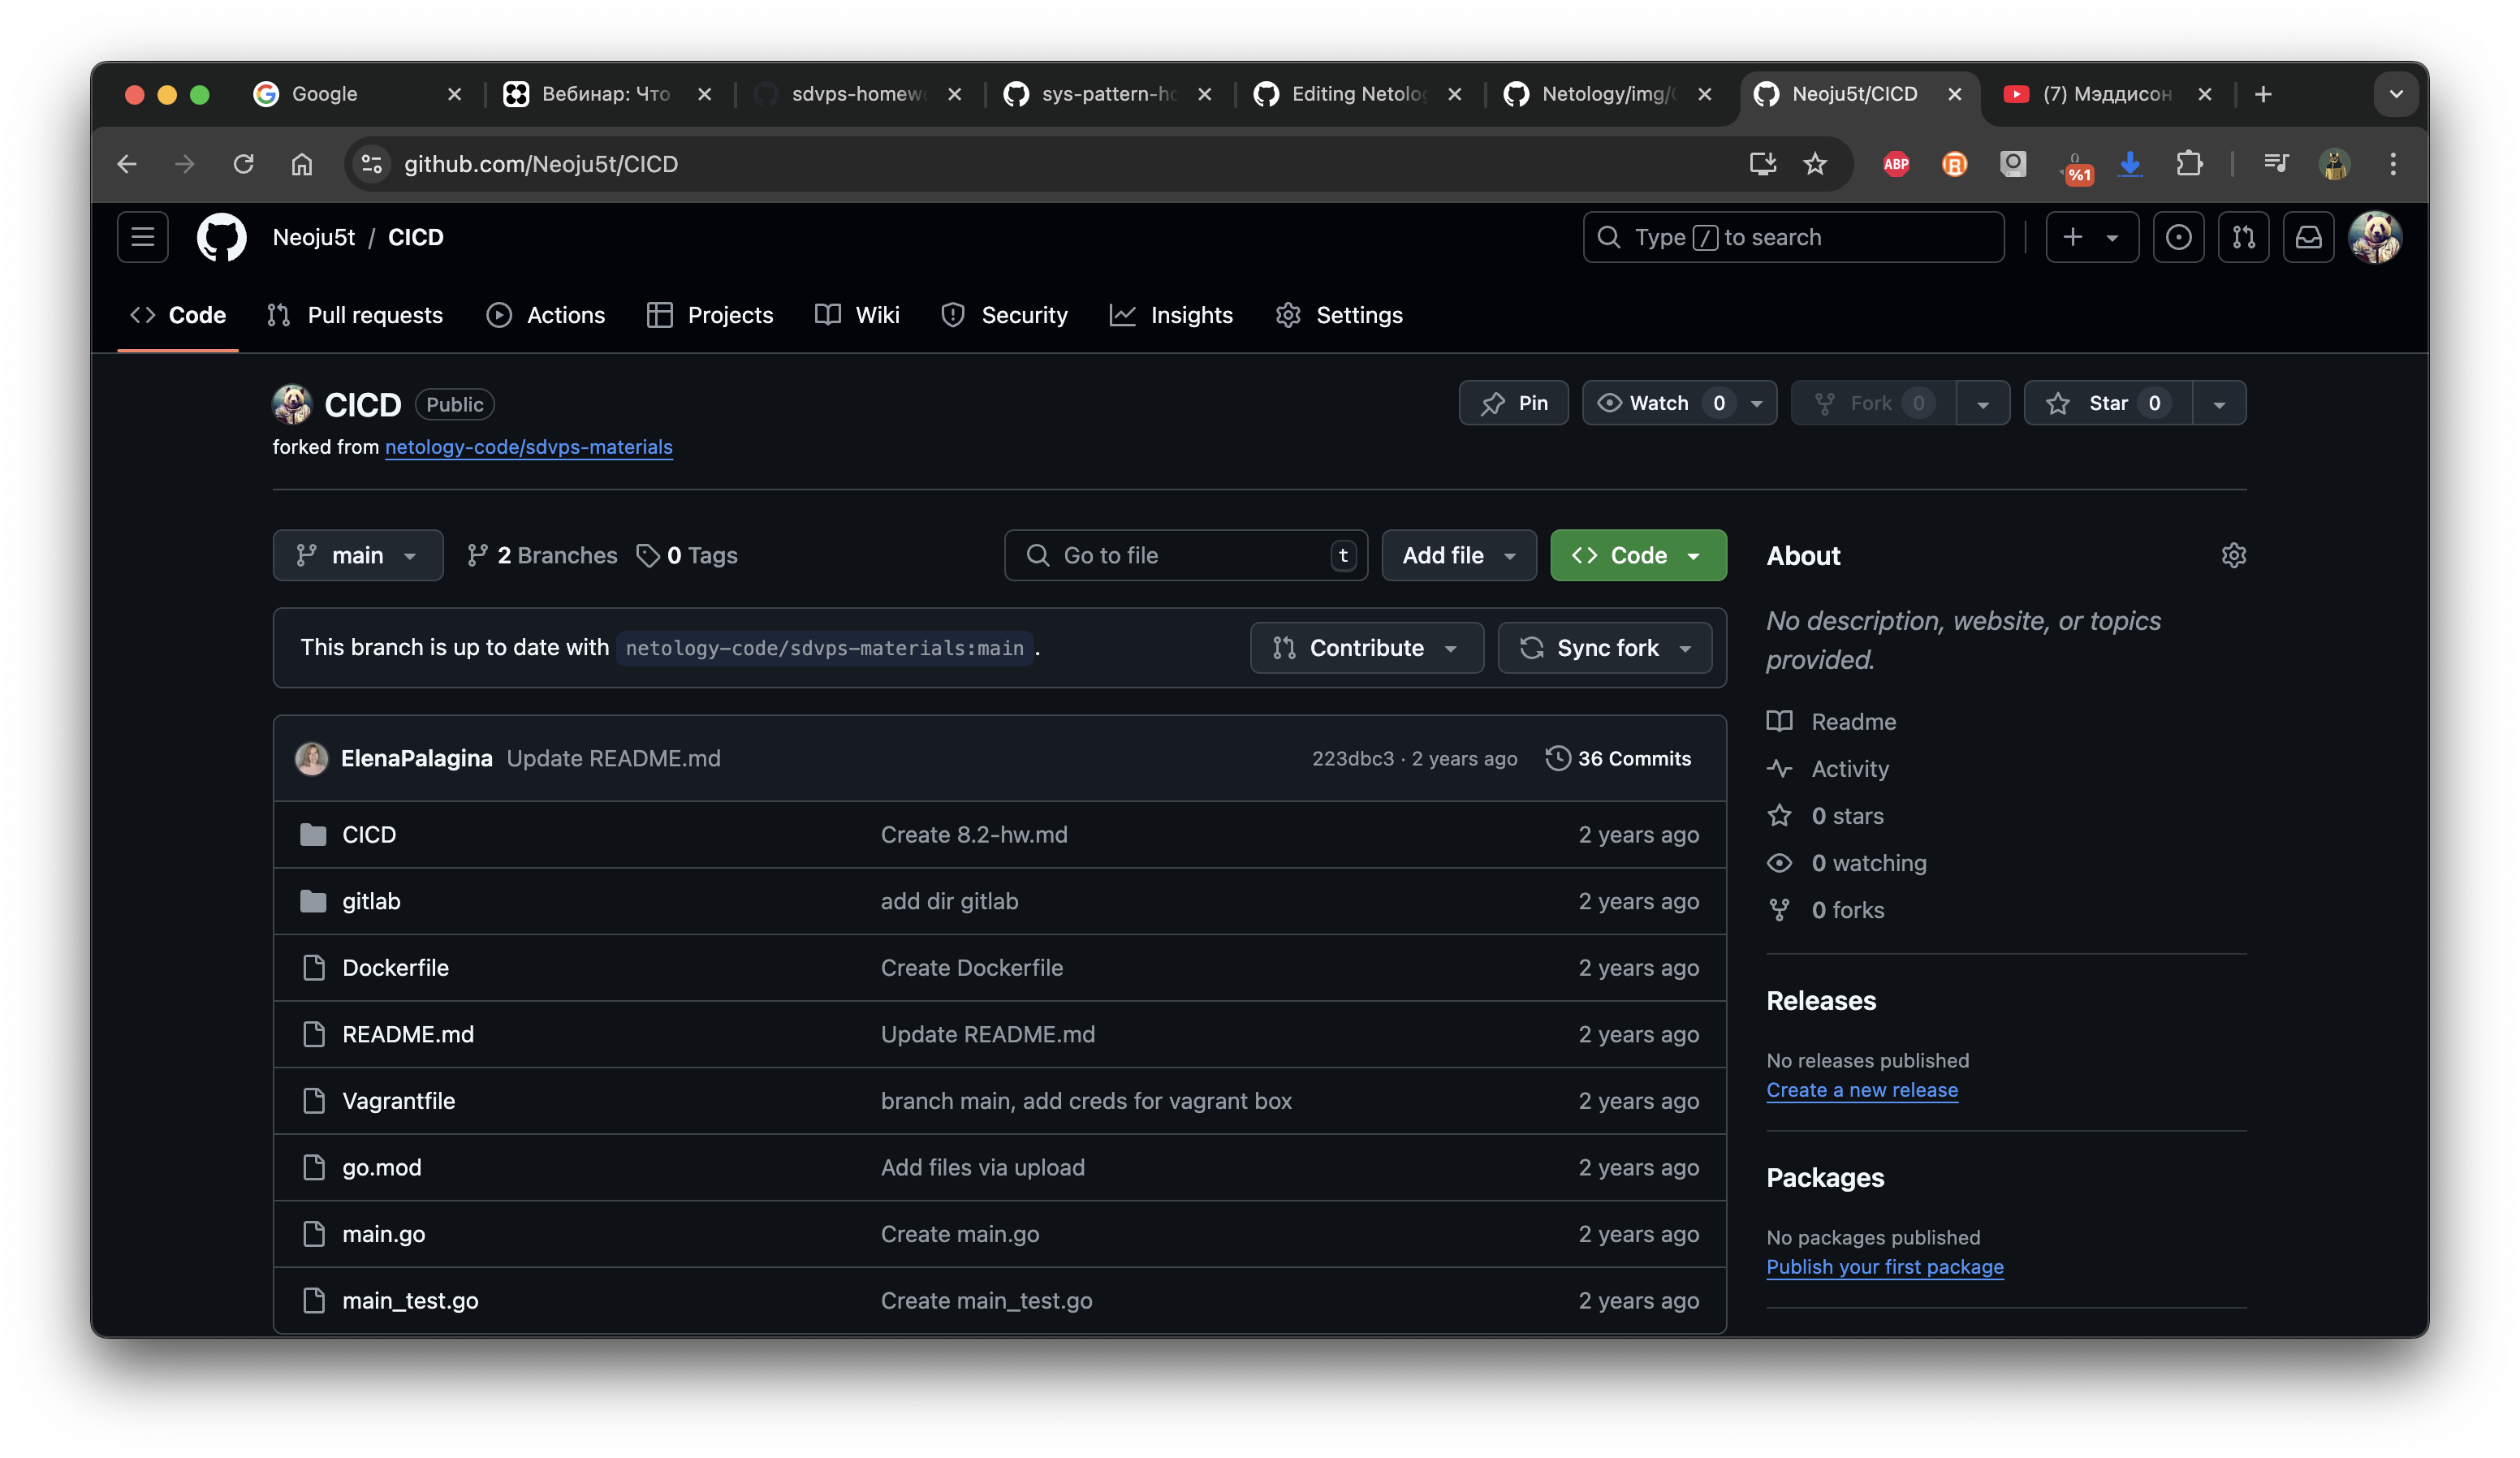 Google
Вебинар: Что
sdvps-homew
sys-pattern-ho
Editing Netolog
Netology/img/
Neoju5t/CICD
(7) Мэддисон
github.com/Neoju5t/CICD
ABP
0
%1
Neoju5t / CICD
Type / to search
Code
Pull requests
Actions
Projects
Wiki
Security
Insights
Settings
CICD Public
Pin
Watch 0
Fork 0
Star 0
forked from netology-code/sdvps-materials
main
2 Branches
0 Tags
Go to file t
Add file
Code
About
No description, website, or topics
provided.
This branch is up to date with netology-code/sdvps-materials:main .
Contribute
Sync fork
Readme
Activity
0 stars
0 watching
0 forks
ElenaPalagina Update README.md 223dbc3 · 2 years ago 36 Commits
CICD Create 8.2-hw.md 2 years ago
gitlab add dir gitlab 2 years ago
Dockerfile Create Dockerfile 2 years ago
README.md Update README.md 2 years ago
Vagrantfile branch main, add creds for vagrant box 2 years ago
go.mod Add files via upload 2 years ago
main.go Create main.go 2 years ago
main_test.go Create main_test.go 2 years ago
Releases
No releases published
Create a new release
Packages
No packages published
Publish your first package